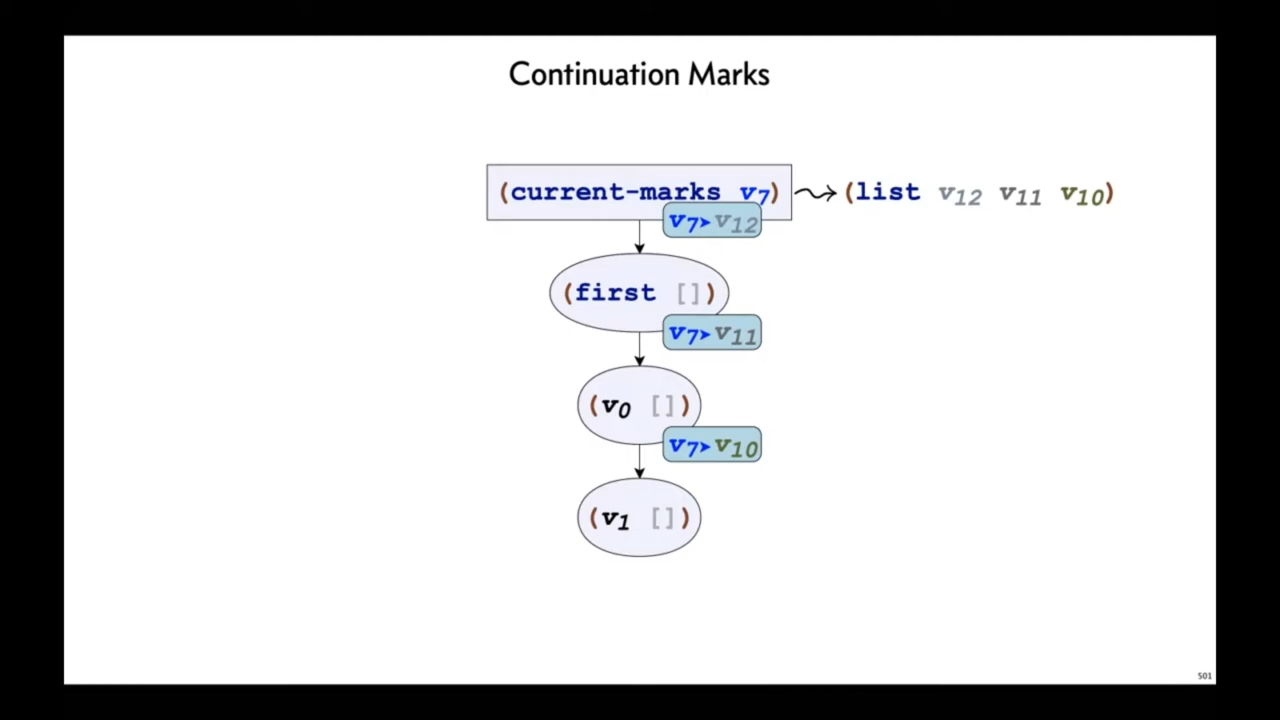 Continuation Marks
(current-marks v7) (list v12 v11 v10)
v7➤v12
(first [])
v7➤v11
(v0 [])
v7➤v10
(v1 [])
501